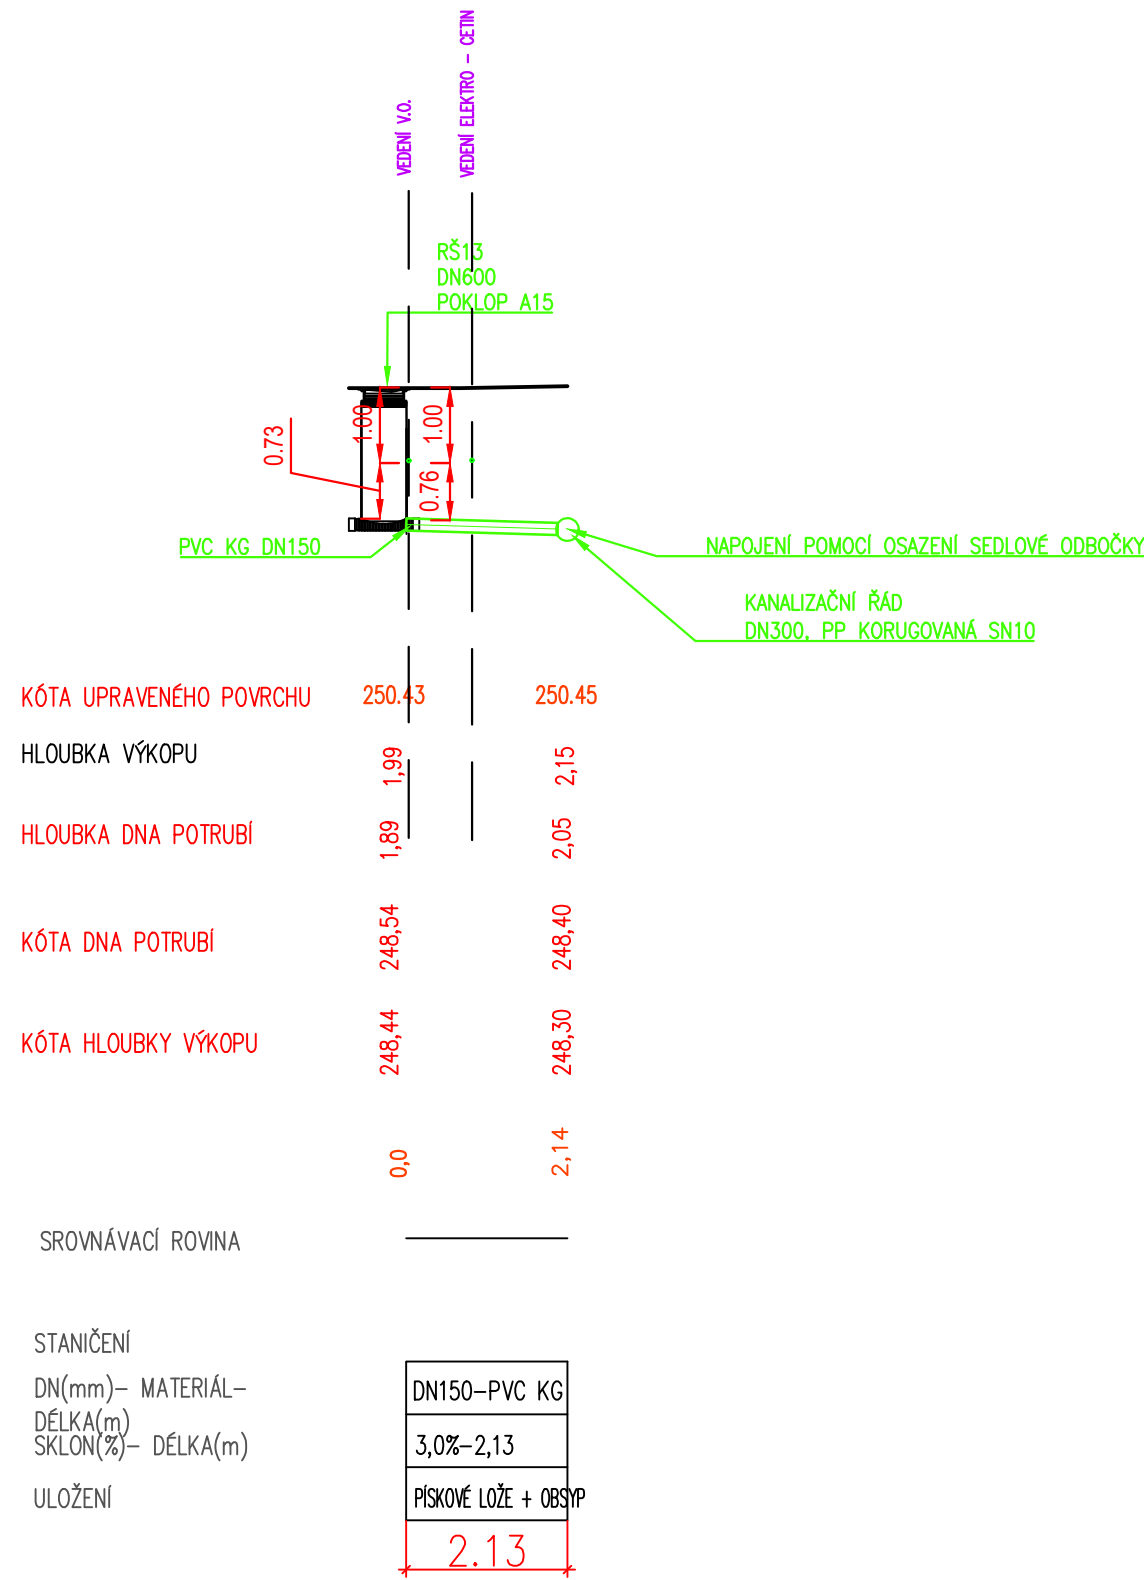 VEDENÍ V.O.
VEDENÍ ELEKTRO - CETIN
RŠ13
DN600
POKLOP A15
0.73
1.00
1.00
0.76
PVC KG DN150
NAPOJENÍ POMOCÍ OSAZENÍ SEDLOVÉ ODBOČKY
KANALIZAČNÍ ŘÁD
DN300, PP KORUGOVANÁ SN10
KÓTA UPRAVENÉHO POVRCHU 250.43 250.45
HLOUBKA VÝKOPU 1,99 2,15
HLOUBKA DNA POTRUBÍ 1,89 2,05
KÓTA DNA POTRUBÍ 248,54 248,40
KÓTA HLOUBKY VÝKOPU 248,44 248,30
0,0 2,14
SROVNÁVACÍ ROVINA
STANIČENÍ
DN(mm)- MATERIÁL-
DÉLKA(m)
DN150-PVC KG
SKLON(%)- DÉLKA(m) 3,0%-2,13
ULOŽENÍ PÍSKOVÉ LOŽE + OBSYP
2.13